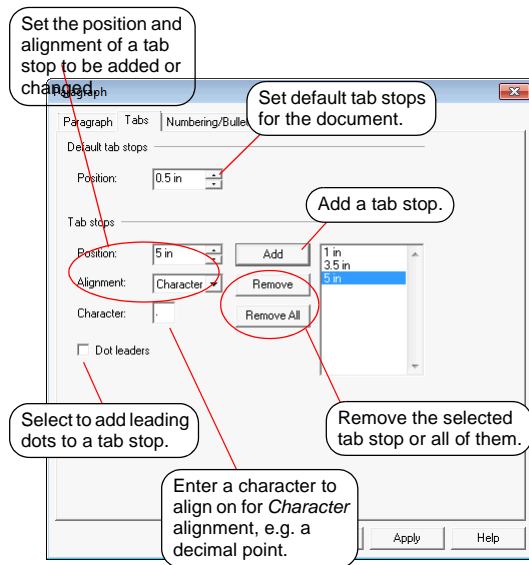 Set the position and
alignment of a tab
stop to be added or
changed.
Paragraph
Set default tab stops
for the document.
Paragraph Tabs Numbering/Bulle
Default tab stops
Position: 0.5 in
Add a tab stop.
Tab stops
Position: 5 in Add
Alignment: Character Remove
Character: . Remove All
1 in
3.5 in
5 in
Dot leaders
Select to add leading
dots to a tab stop.
Remove the selected
tab stop or all of them.
Enter a character to
align on for Character
alignment, e.g. a
decimal point.
Apply Help